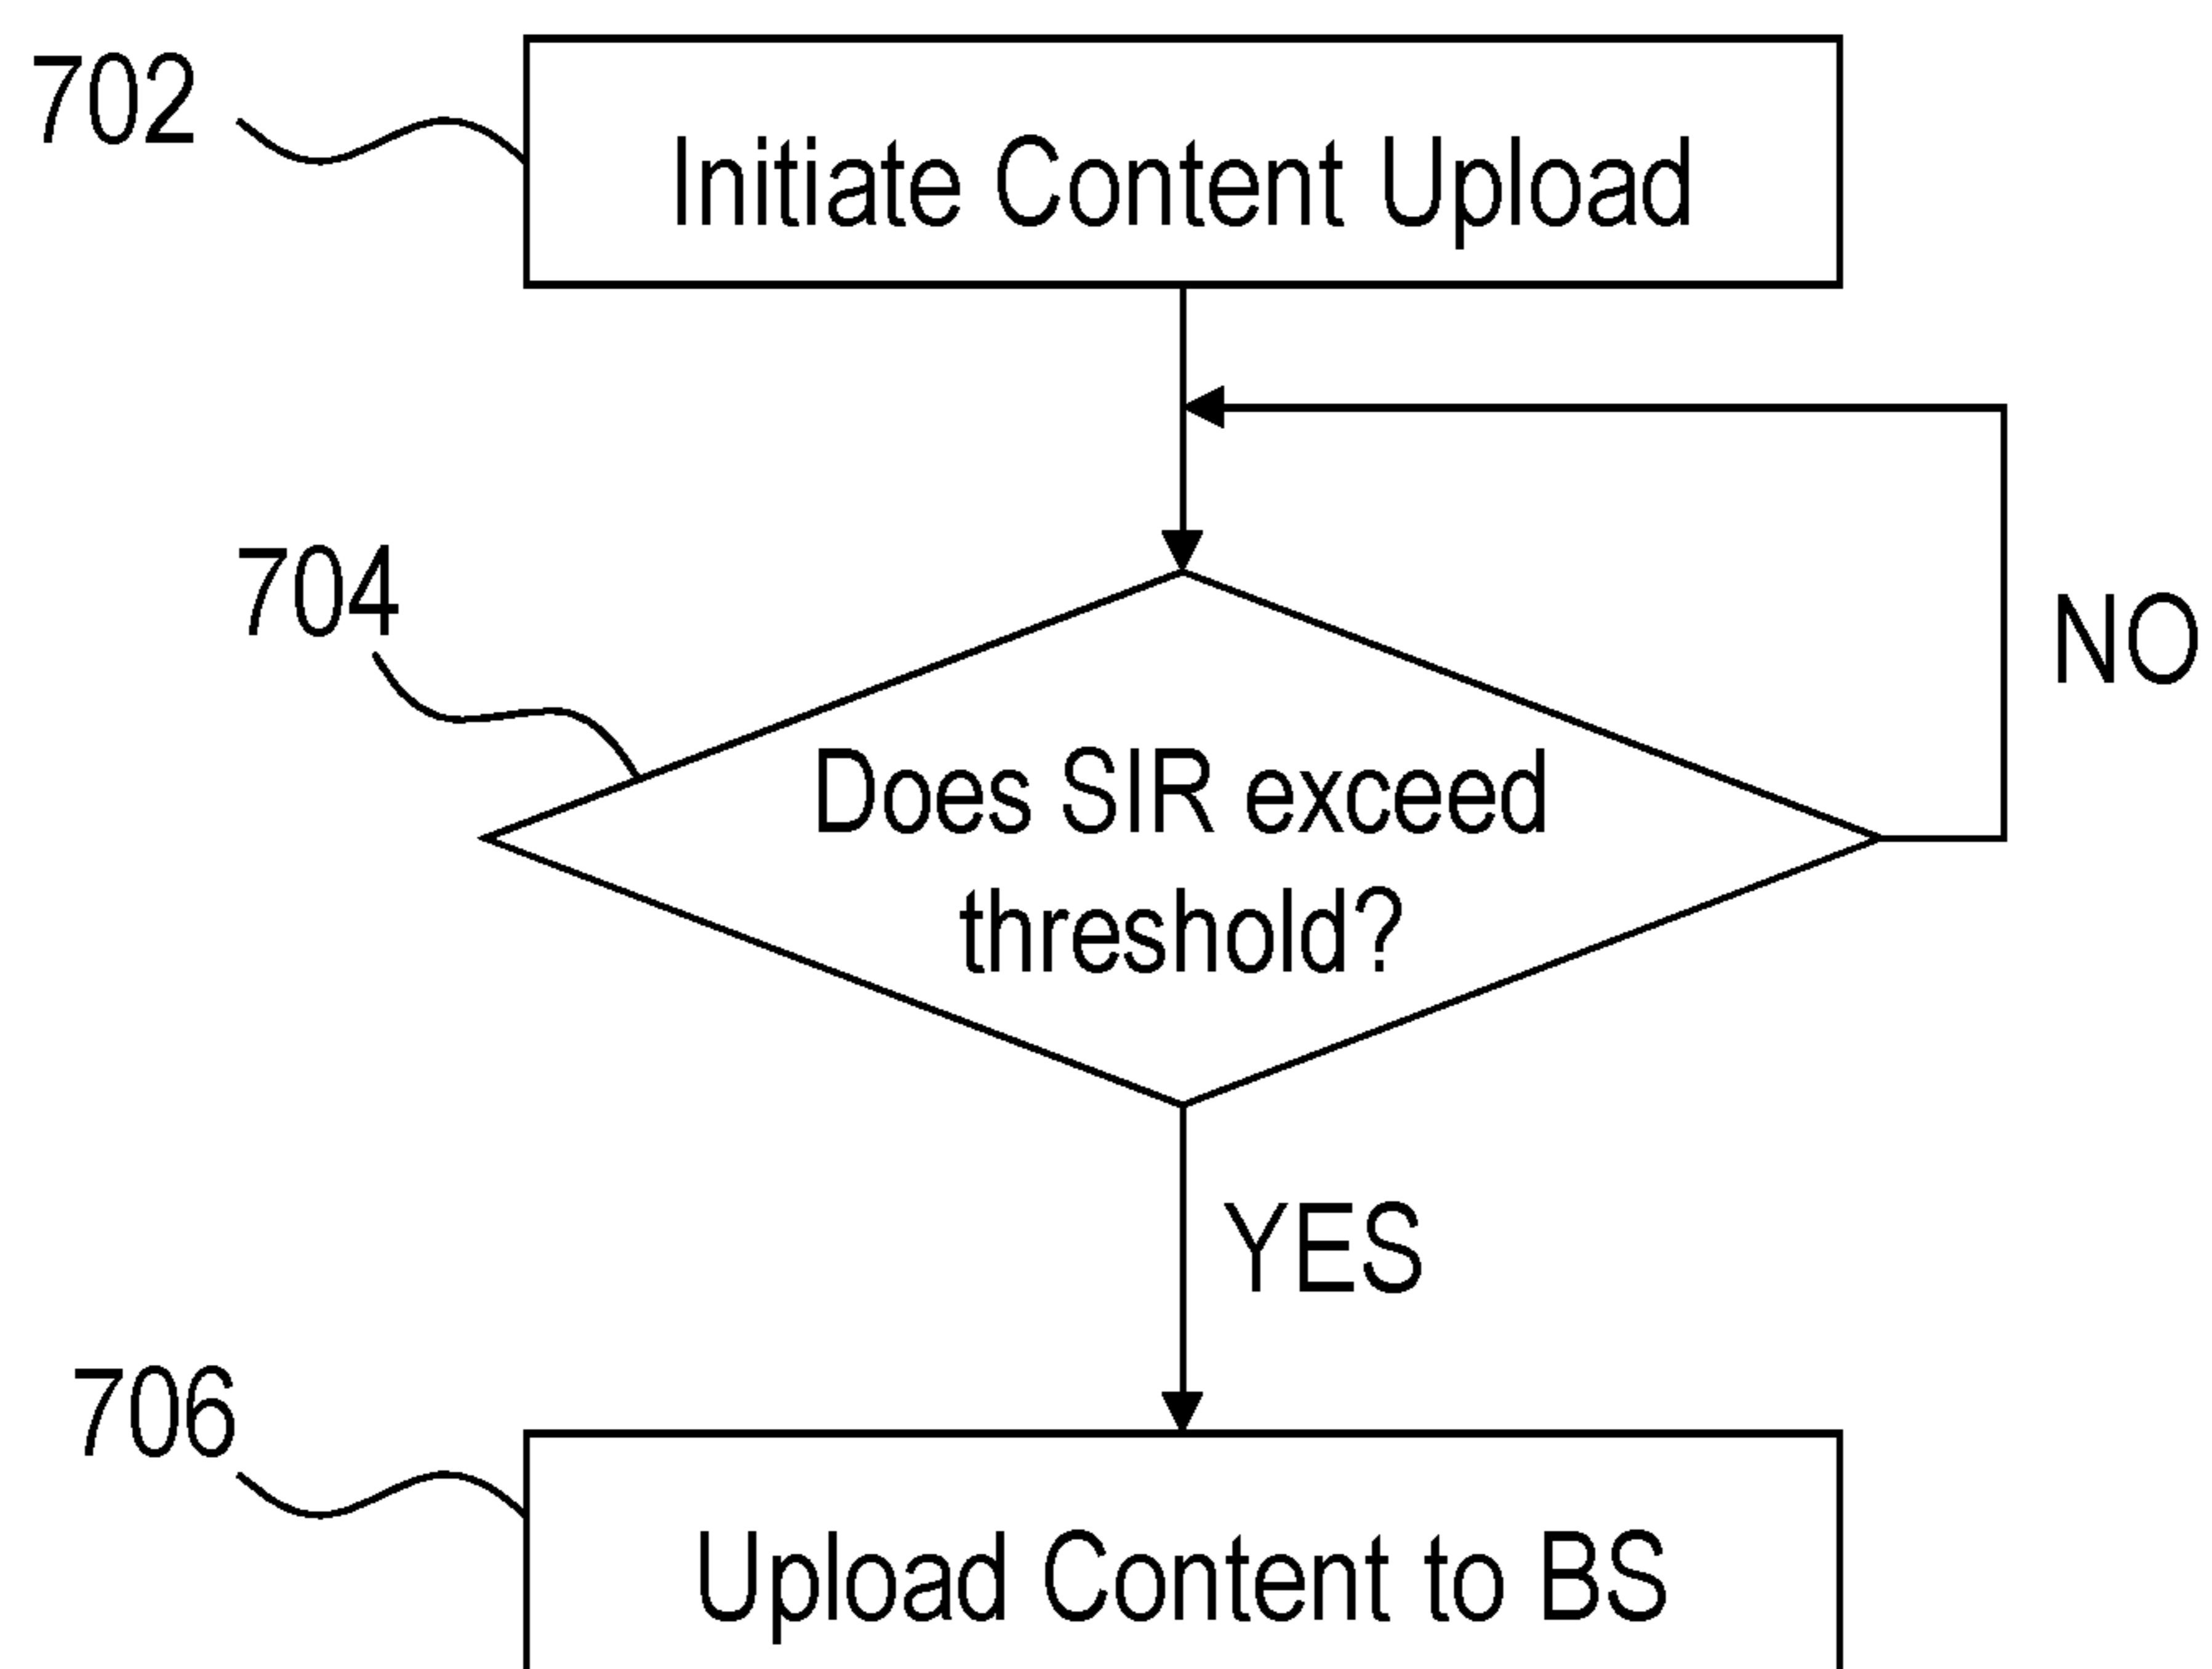 702
Initiate Content Upload
704
NO
Does SIR exceed
threshold?
YES
706
Upload Content to BS